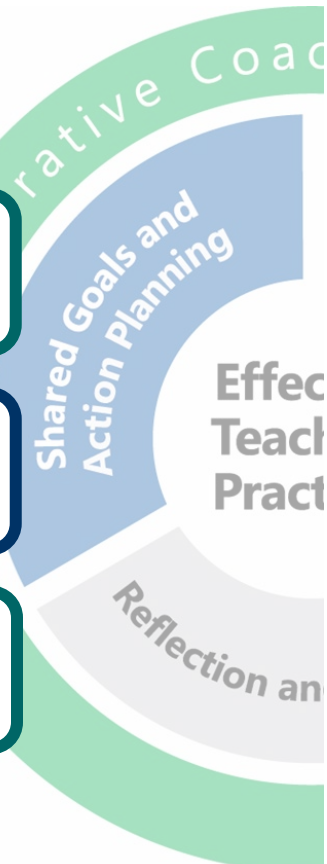 rative Coac
Shared Goals and
Action Planning
Effec
Teach
Pract
Reflection an